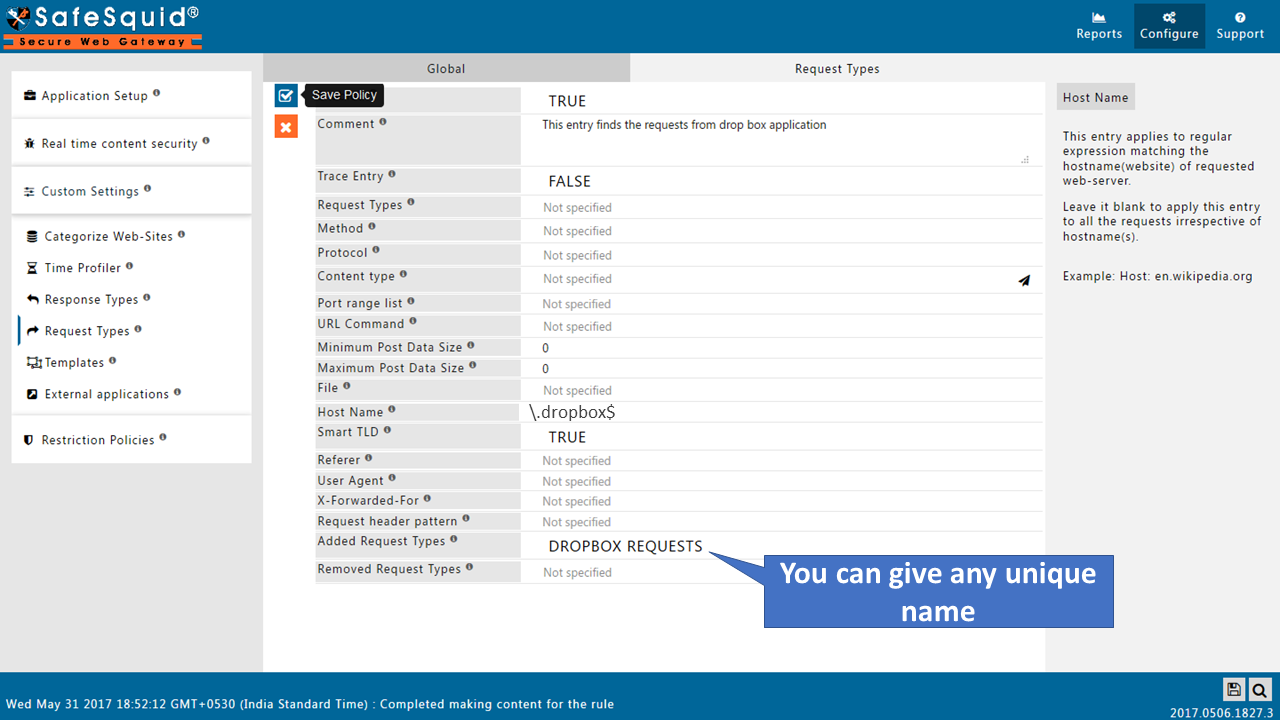 SafeSquid®
Secure Web Gateway
Reports
Configure
Support
Application Setup
Real time content security
Custom Settings
Categorize Web-Sites
Time Profiler
Response Types
Request Types
Templates
External applications
Restriction Policies
Global
Request Types
Save Policy
TRUE
Comment
This entry finds the requests from drop box application
Trace Entry
FALSE
Request Types
Not specified
Method
Not specified
Protocol
Not specified
Content type
Not specified
Port range list
Not specified
URL Command
Not specified
Minimum Post Data Size
0
Maximum Post Data Size
0
File
Not specified
Host Name
\.dropbox$
Smart TLD
TRUE
Referer
Not specified
User Agent
Not specified
X-Forwarded-For
Not specified
Request header pattern
Not specified
Added Request Types
DROPBOX REQUESTS
Removed Request Types
Not specified
You can give any unique
name
Host Name
This entry applies to regular
expression matching the
hostname(website) of requested
web-server.
Leave it blank to apply this entry
to all the requests irrespective of
hostname(s).
Example: Host: en.wikipedia.org
Wed May 31 2017 18:52:12 GMT+0530 (India Standard Time) : Completed making content for the rule
2017.0506.1827.3